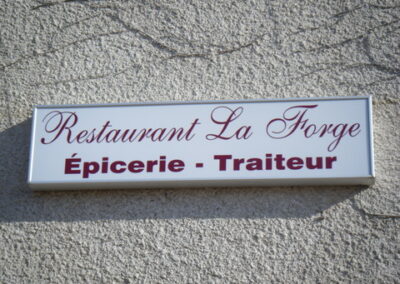 Restaurant La Forge
Épicerie - Traiteur